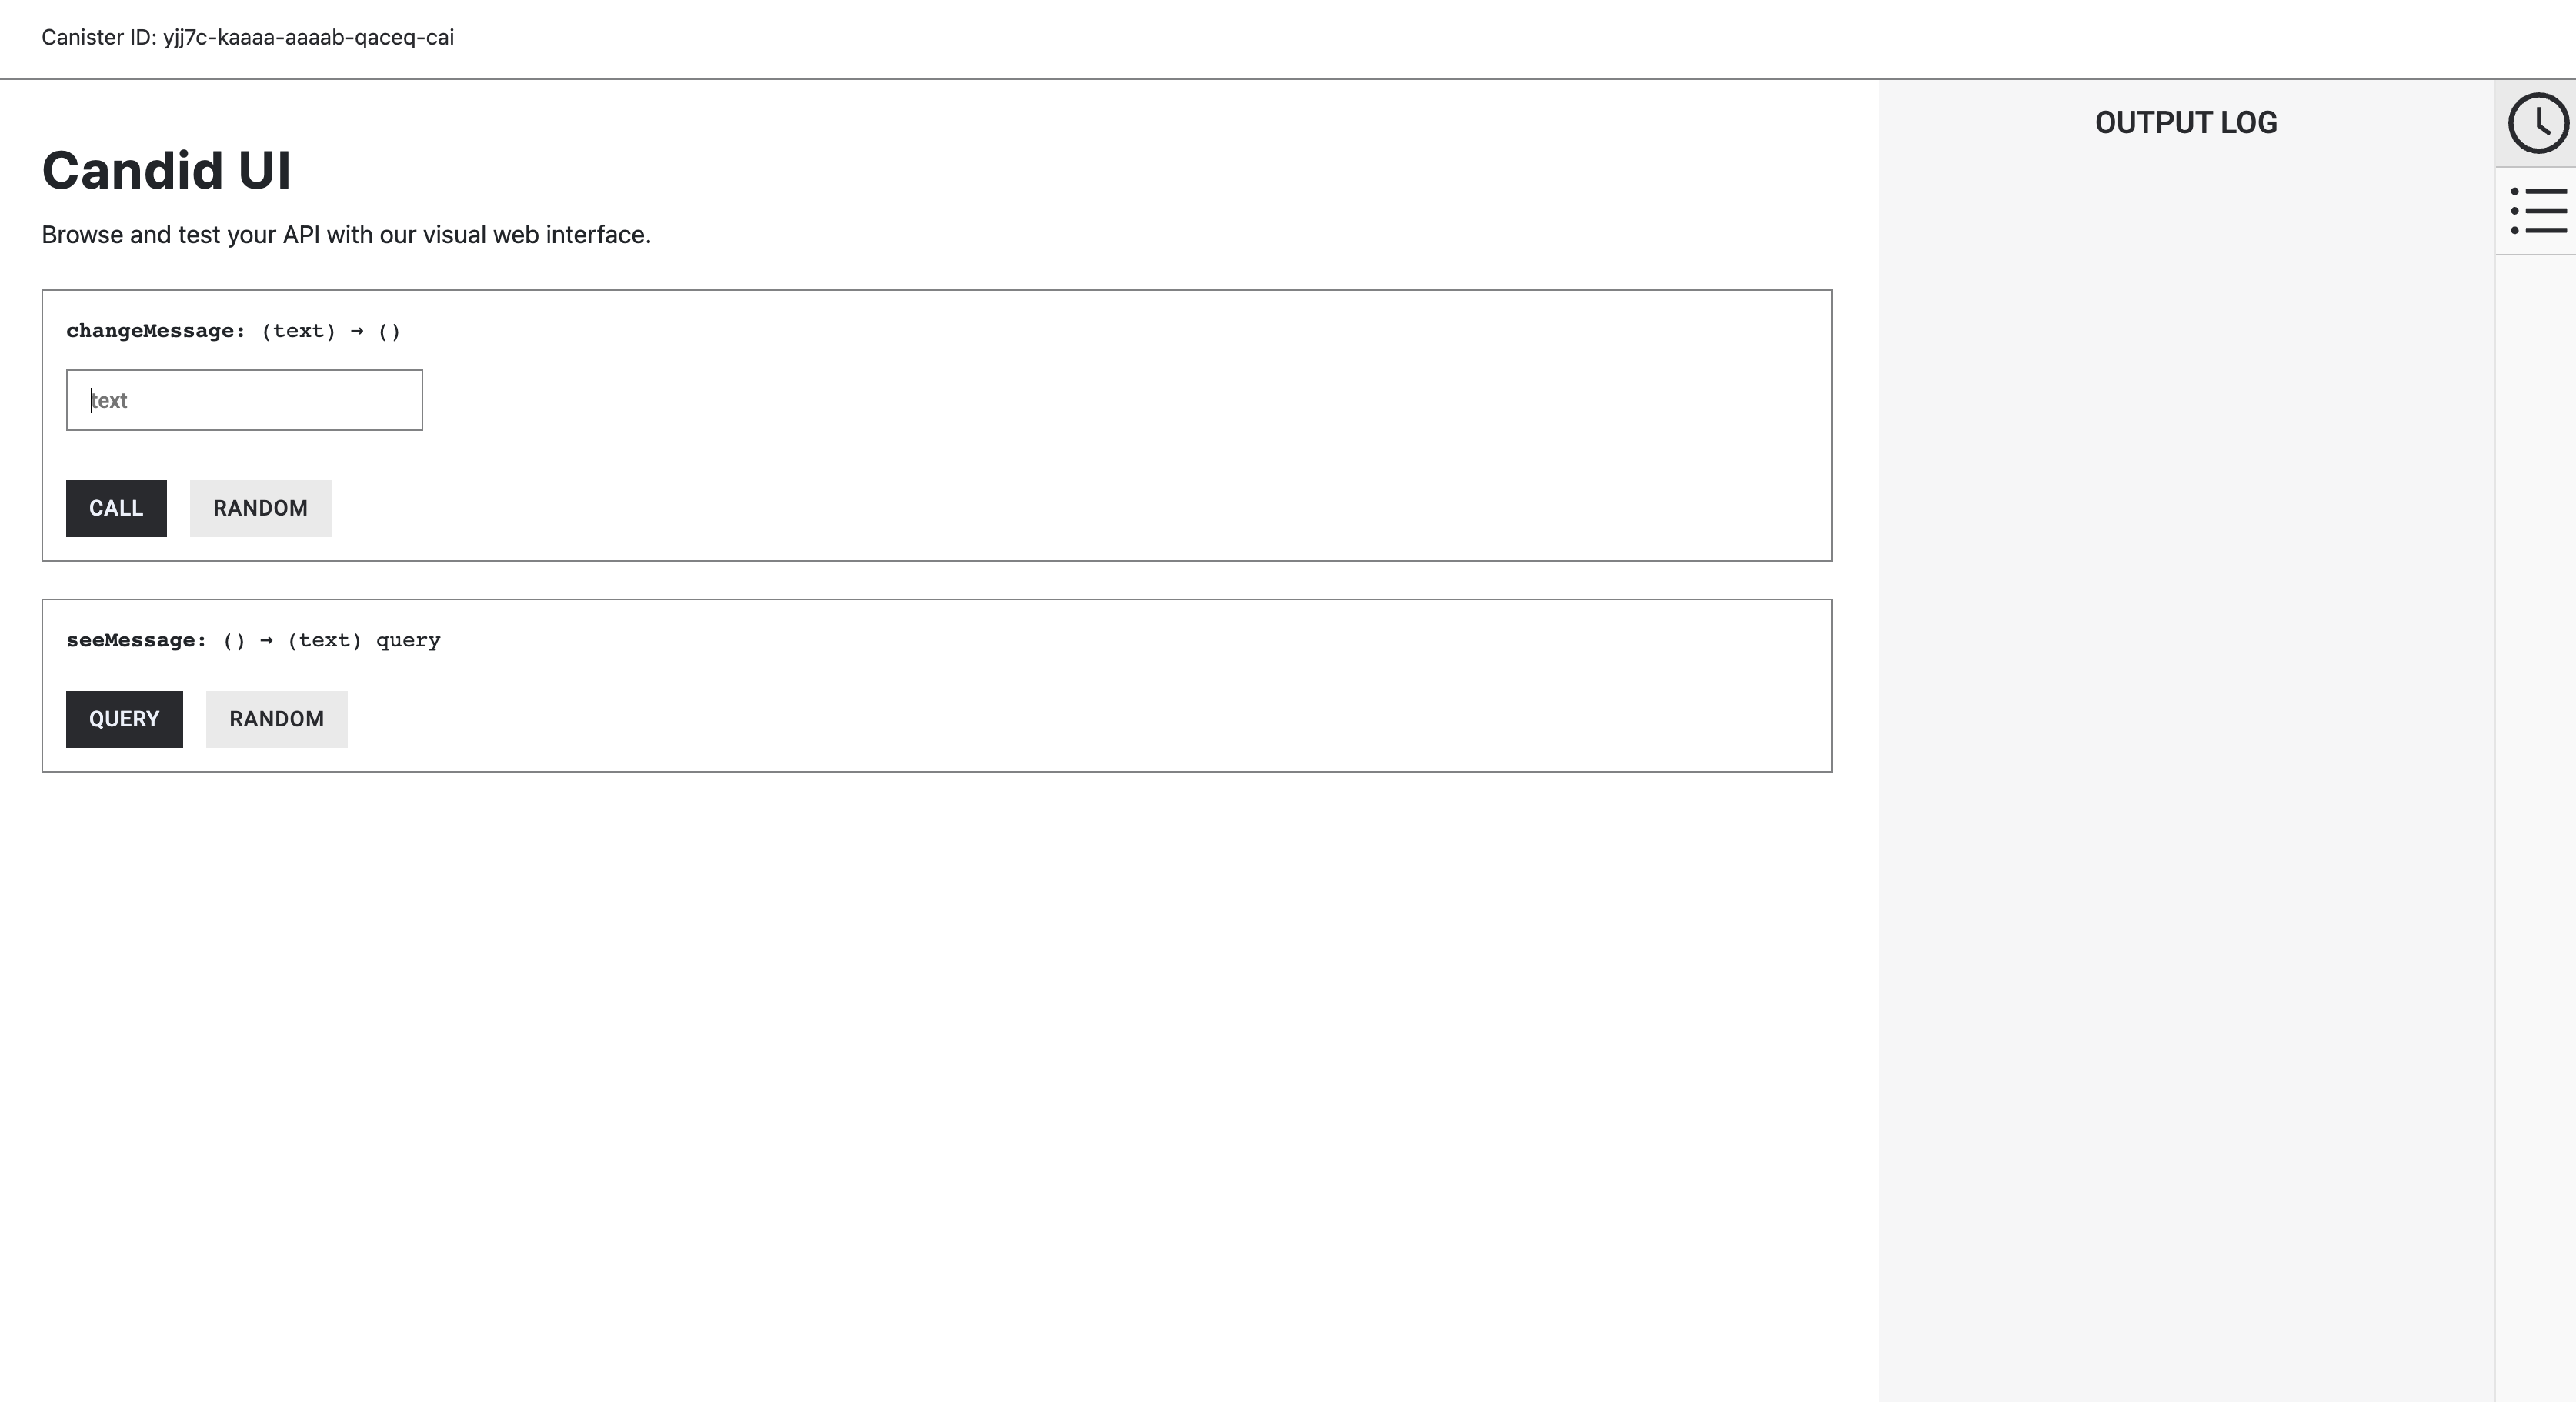 Canister ID: yjj7c-kaaaa-aaaab-qaceq-cai
OUTPUT LOG
Candid UI
Browse and test your API with our visual web interface.
changeMessage: (text) → ()
text
CALL RANDOM
seeMessage: () → (text) query
QUERY RANDOM